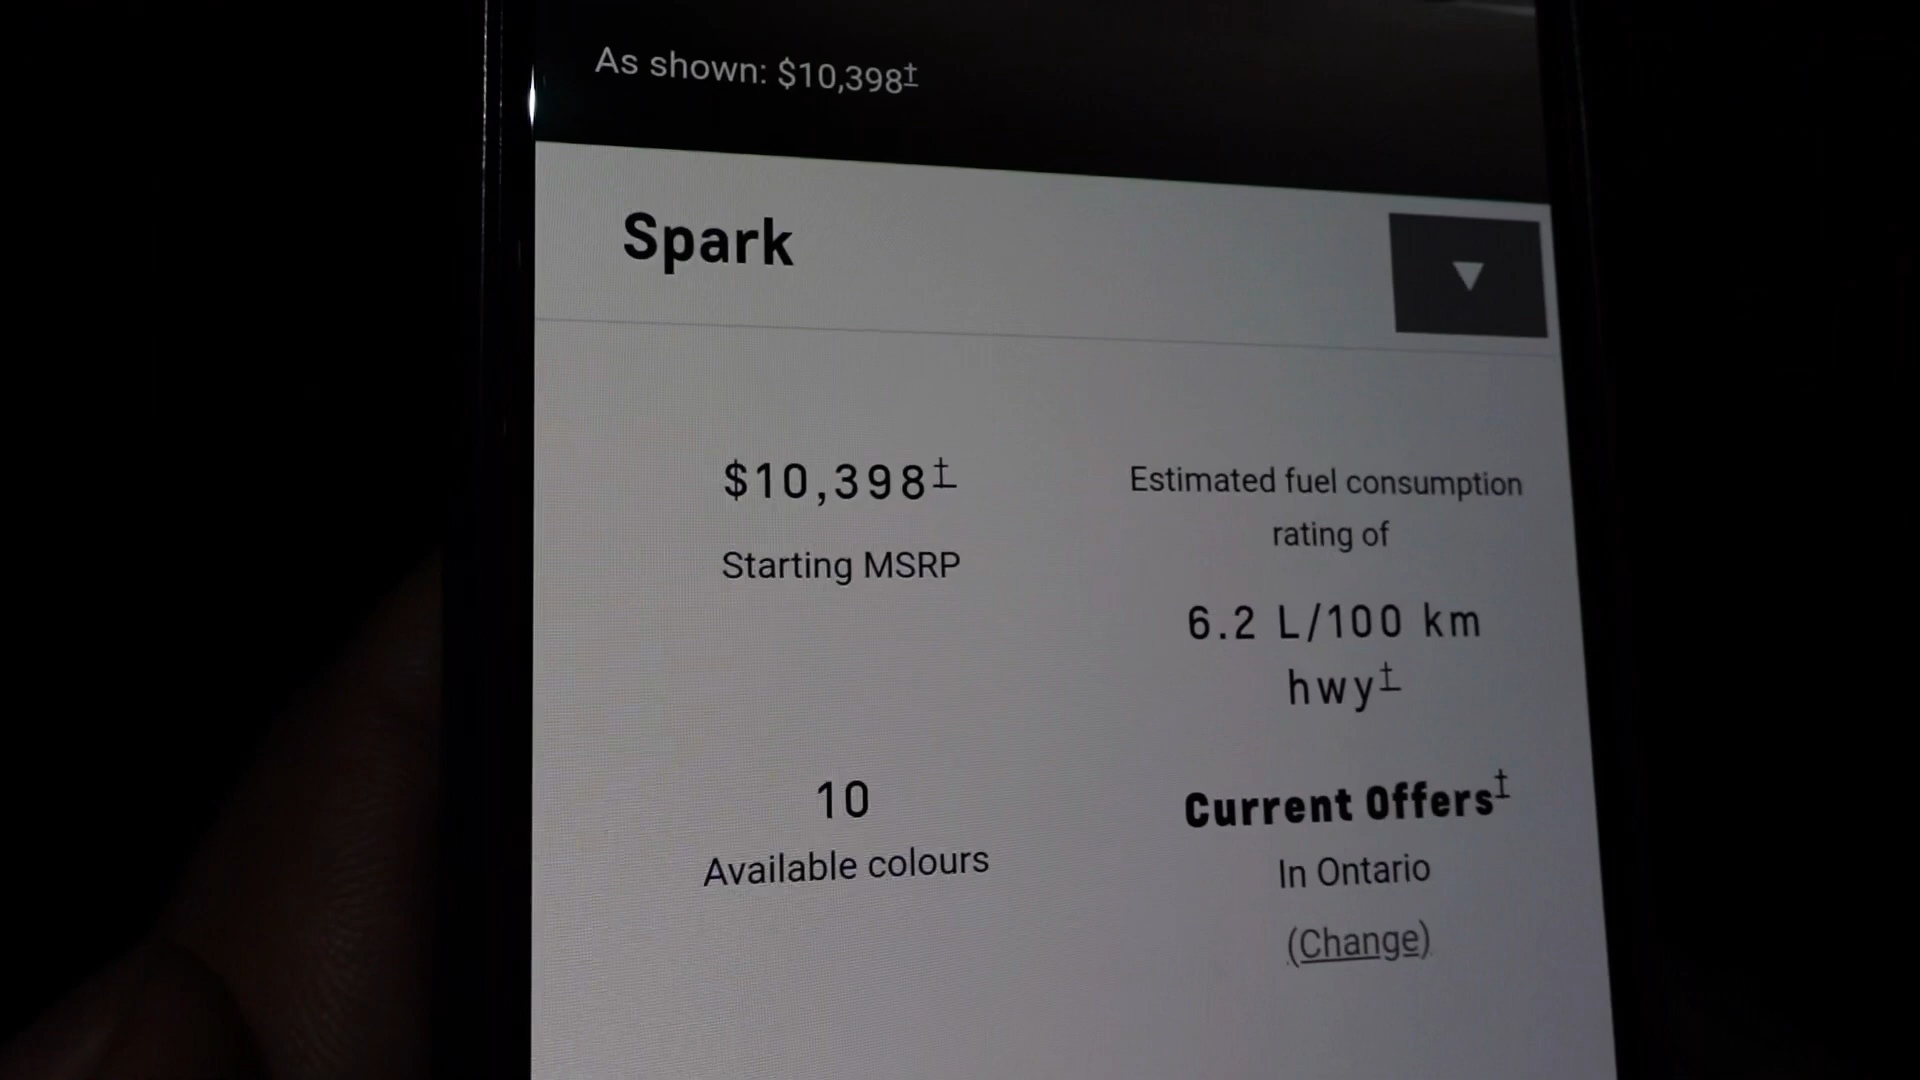 As shown: $10,398±
Spark
▼
$10,398±
Starting MSRP
Estimated fuel consumption
rating of
6.2 L/100 km
hwy±
10
Available colours
Current Offers±
In Ontario
(Change)